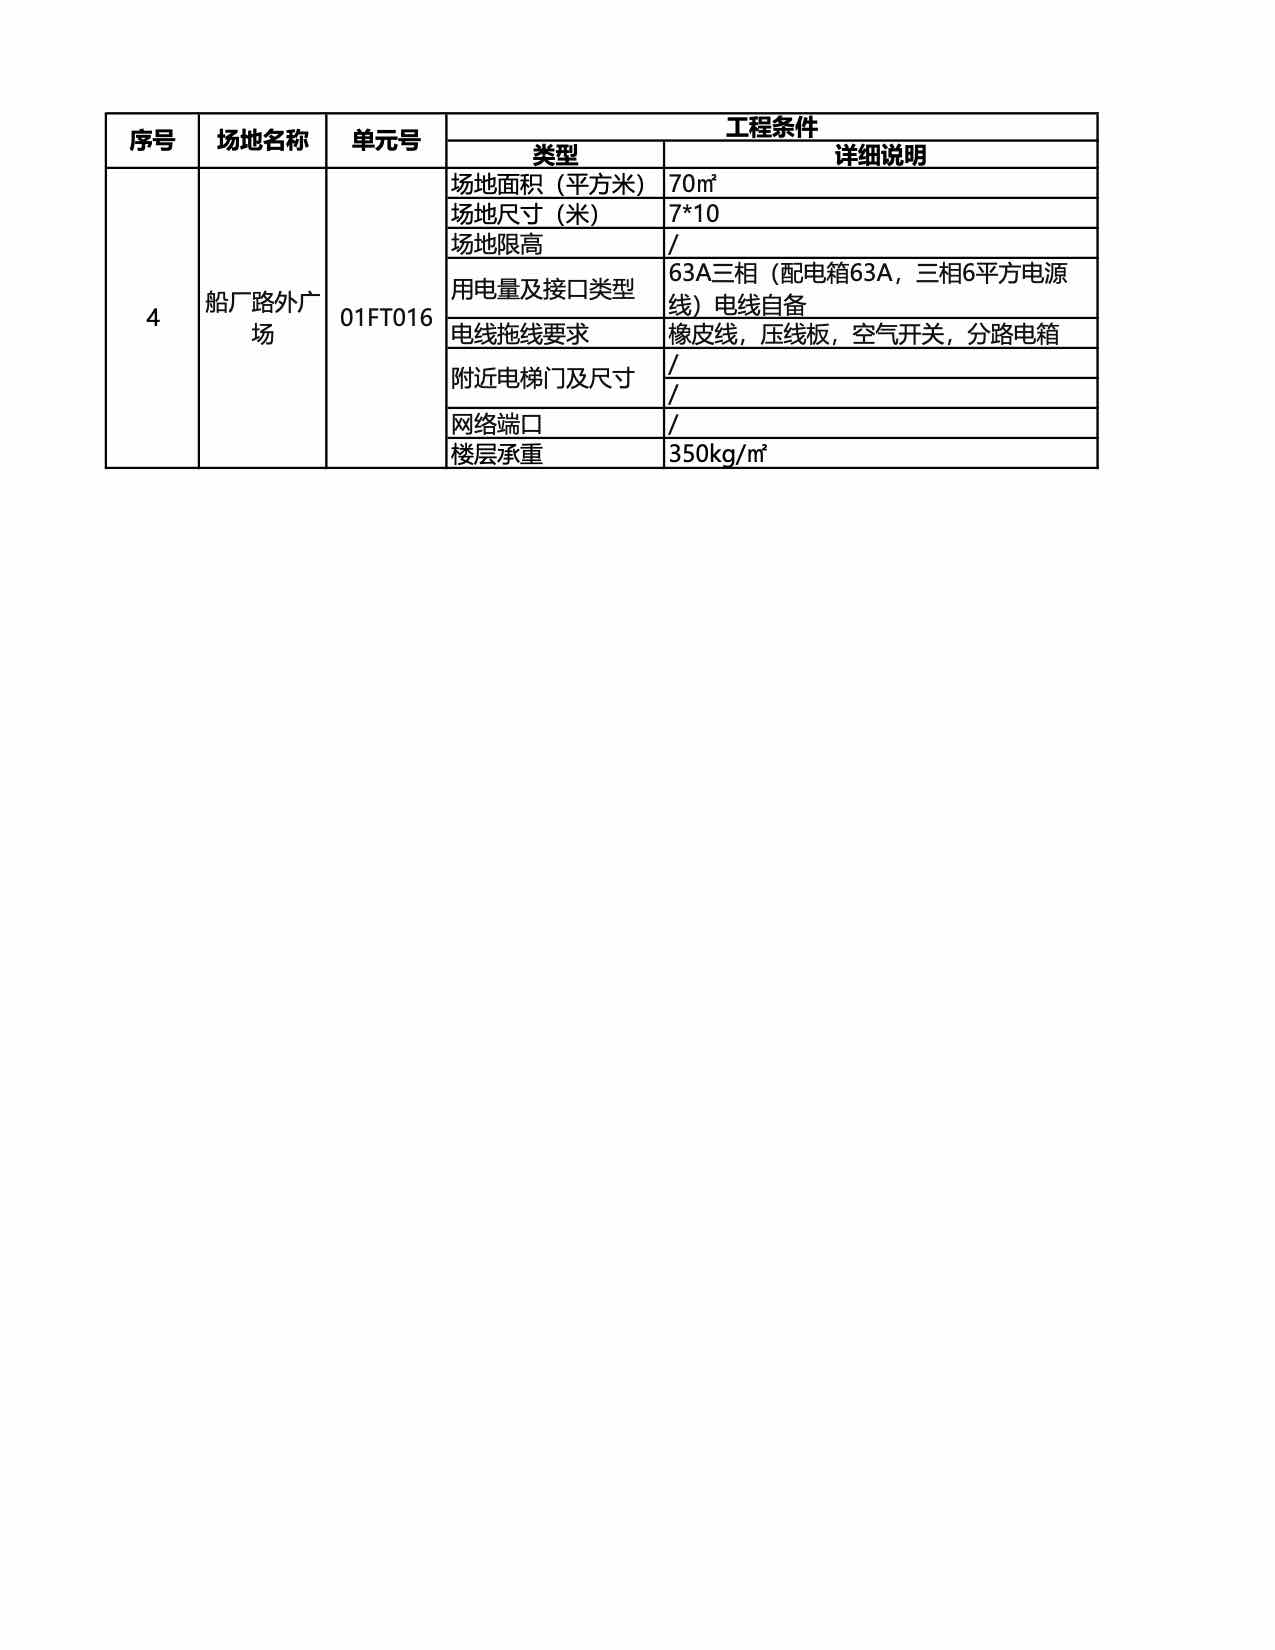 序号
场地名称
单元号
工程条件
类型
详细说明
4
船厂路外广
场
01FT016
场地面积（平方米）
70㎡
场地尺寸（米）
7*10
场地限高
/
用电量及接口类型
63A三相（配电箱63A，三相6平方电源
线）电线自备
电线拖线要求
橡皮线，压线板，空气开关，分路电箱
附近电梯门及尺寸
/
/
网络端口
/
楼层承重
350kg/㎡